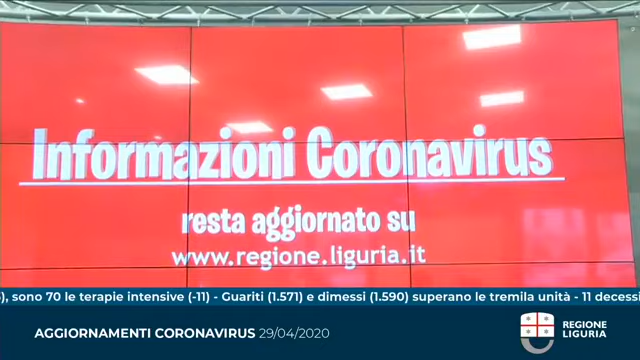 Informazioni Coronavirus
resta aggiornato su
www.regione.liguria.it
), sono 70 le terapie intensive (-11) - Guariti (1.571) e dimessi (1.590) superano le tremila unità - 11 decessi
AGGIORNAMENTI CORONAVIRUS 29/04/2020
REGIONE
LIGURIA